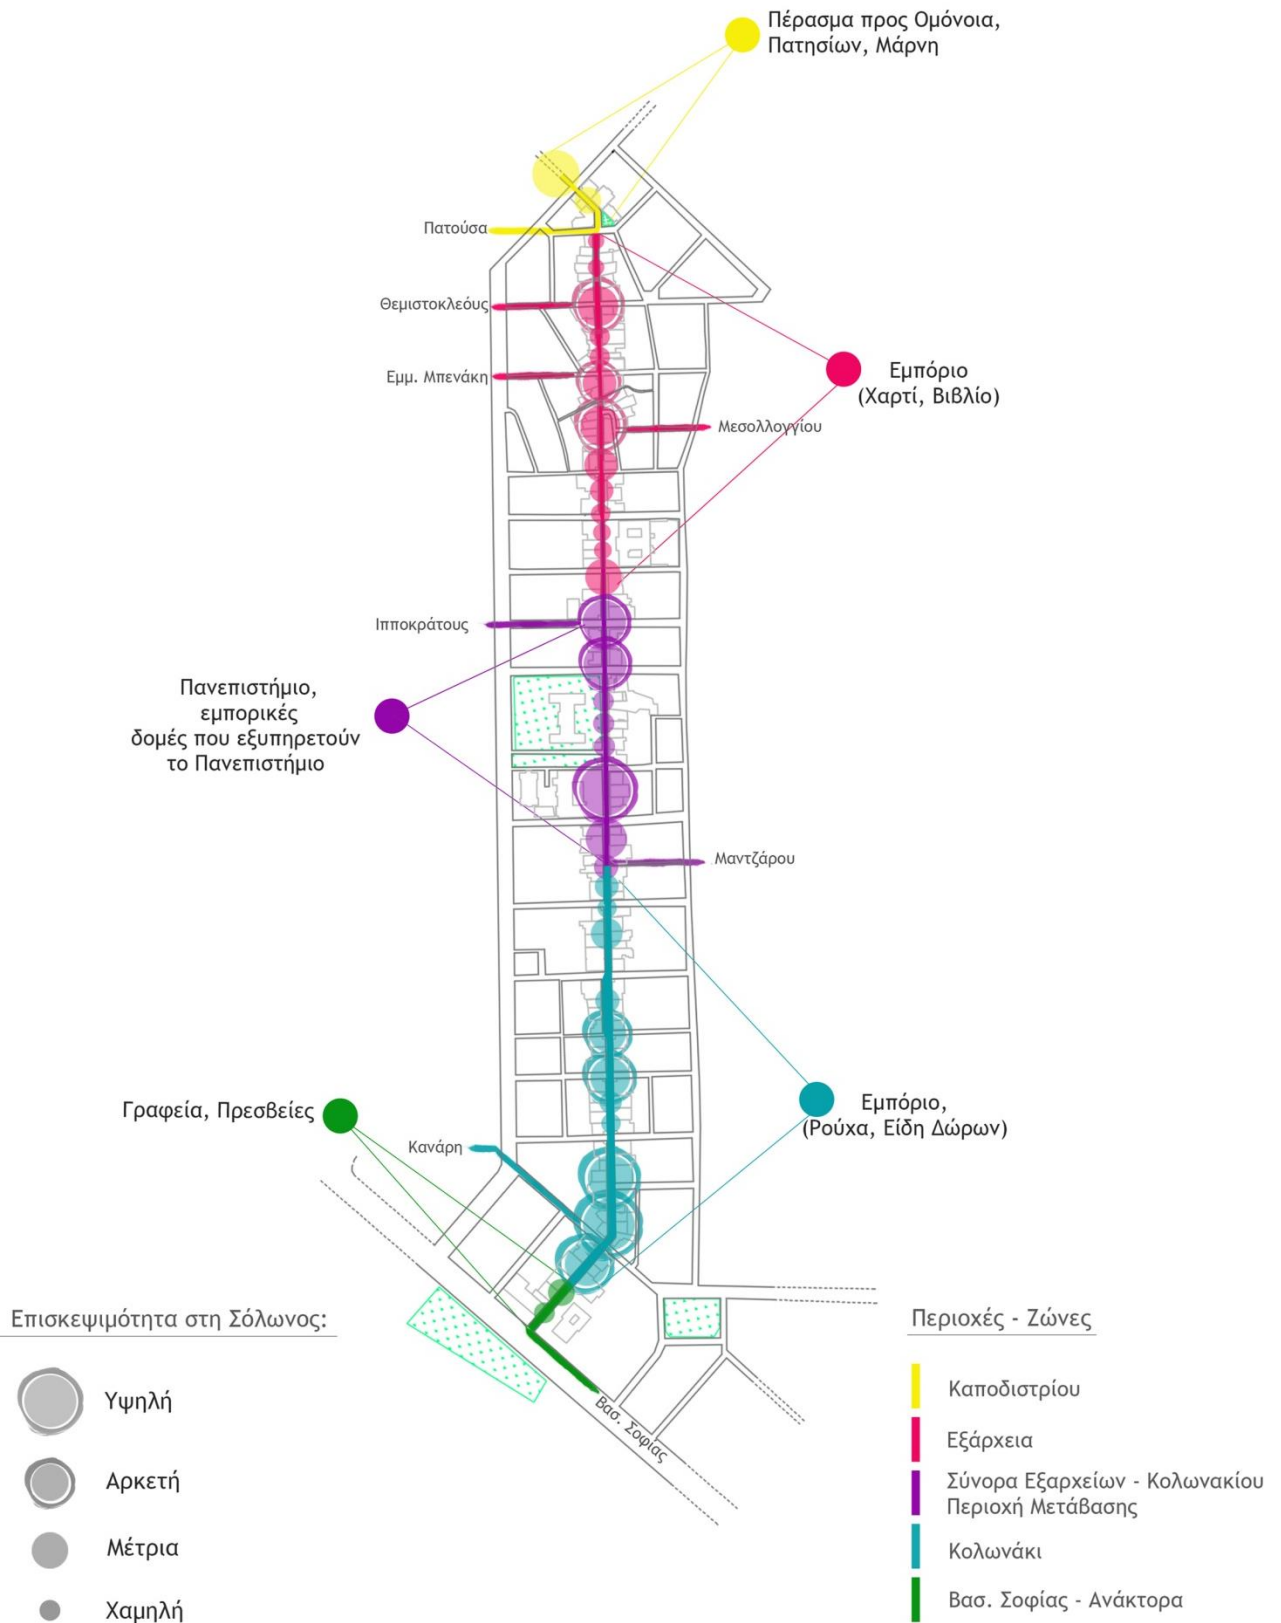 Πέρασμα προς Ομόνοια,
Πατησίων, Μάρνη
Πατούσα
Θεμιστοκλεόυς
Εμμ. Μπενάκη
Εμπόριο
(Χαρτί, Βιβλίο)
Μεσολλογγίου
Ιπποκράτους
Πανεπιστήμιο,
εμπορικές
δομές που εξυπηρετούν
το Πανεπιστήμιο
Μαντζάρου
Γραφεία, Πρεσβείες
Εμπόριο,
(Ρούχα, Είδη Δώρων)
Κανάρη
Βασ. Σοφίας
Επισκεψιμότητα στη Σόλωνος:
Υψηλή
Αρκετή
Μέτρια
Χαμηλή
Περιοχές - Ζώνες
Καποδιστρίου
Εξάρχεια
Σύνορα Εξαρχείων - Κολωνακίου
Περιοχή Μετάβασης
Κολωνάκι
Βασ. Σοφίας - Ανάκτορα